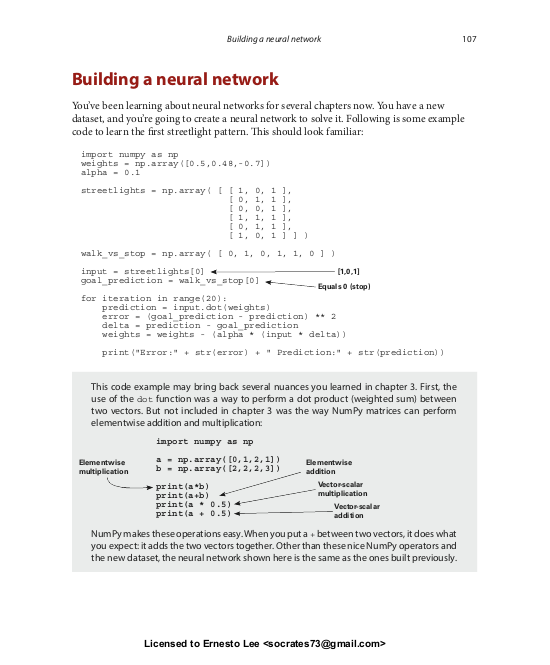 Building a neural network 107
Building a neural network
You've been learning about neural networks for several chapters now. You have a new
dataset, and you're going to create a neural network to solve it. Following is some example
code to learn the first streetlight pattern. This should look familiar:
import numpy as np
weights = np.array([0.5,0.48,-0.7])
alpha = 0.1
streetlights = np.array( [ [ 1, 0, 1 ],
[ 0, 1, 1 ],
[ 0, 0, 1 ],
[ 1, 1, 1 ],
[ 0, 1, 1 ],
[ 1, 0, 1 ] ] )
walk_vs_stop = np.array( [ 0, 1, 0, 1, 1, 0 ] )
input = streetlights[0] [1,0,1]
goal_prediction = walk_vs_stop[0] Equals 0 (stop)
for iteration in range(20):
prediction = input.dot(weights)
error = (goal_prediction - prediction) ** 2
delta = prediction - goal_prediction
weights = weights - (alpha * (input * delta))
print("Error:" + str(error) + " Prediction:" + str(prediction))
This code example may bring back several nuances you learned in chapter 3. First, the
use of the dot function was a way to perform a dot product (weighted sum) between
two vectors. But not included in chapter 3 was the way NumPy matrices can perform
elementwise addition and multiplication:
import numpy as np
a = np.array([0,1,2,1])
b = np.array([2,2,2,3])
Elementwise
multiplication
Elementwise
addition
print(a*b)
print(a+b)
print(a * 0.5)
print(a + 0.5)
Vector-scalar
multiplication
Vector-scalar
addition
NumPy makes these operations easy. When you put a + between two vectors, it does what
you expect: it adds the two vectors together. Other than these nice NumPy operators and
the new dataset, the neural network shown here is the same as the ones built previously.
Licensed to Ernesto Lee <socrates73@gmail.com>